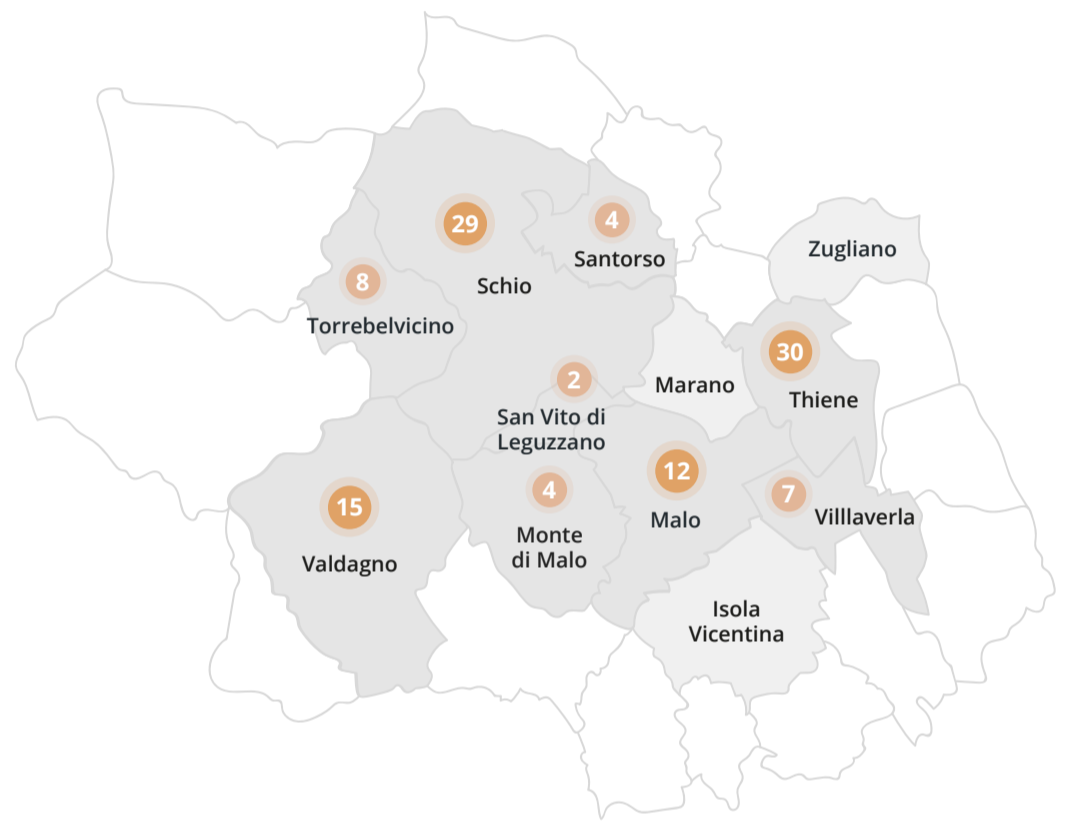 29
4
Santorso
Zugliano
8
Schio
Torrebelvicino
30
2
Marano
Thiene
San Vito di
Leguzzano
12
4
7
15
Malo
Villlaverla
Monte
di Malo
Valdagno
Isola
Vicentina